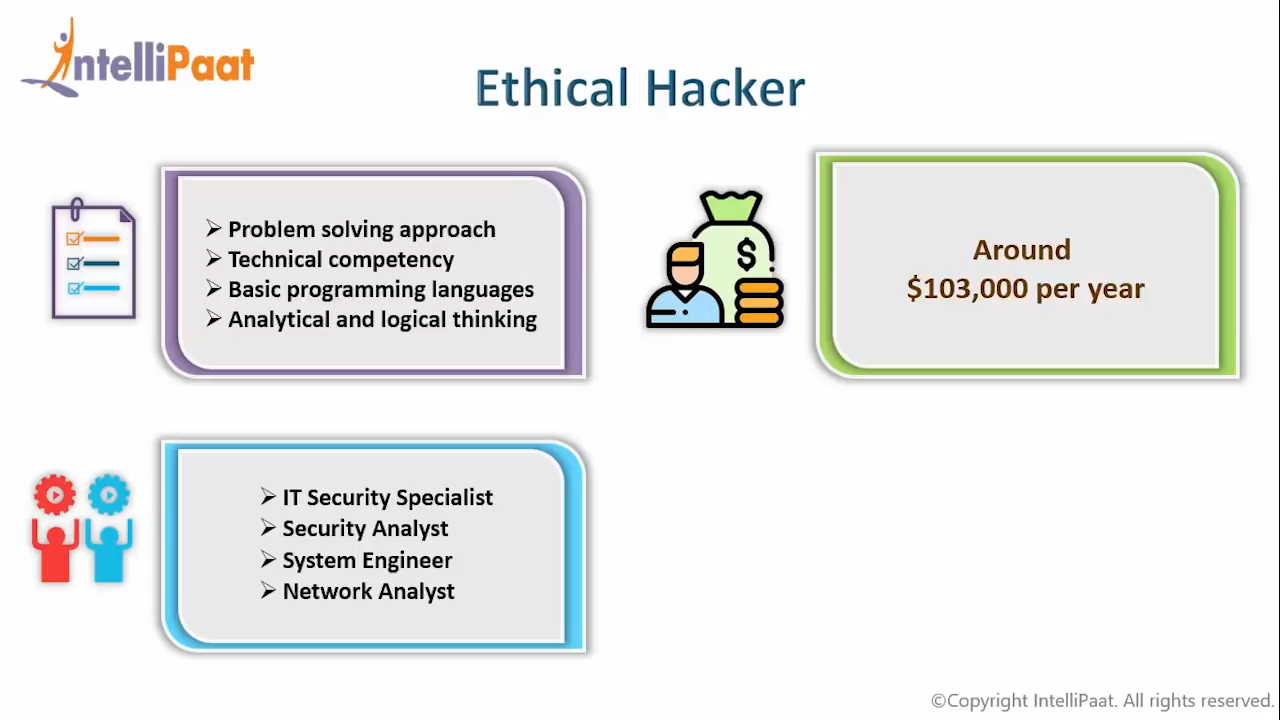 IntelliPaat
Ethical Hacker
➢ Problem solving approach
➢ Technical competency
➢ Basic programming languages
➢ Analytical and logical thinking
$
Around
$103,000 per year
➢ IT Security Specialist
➢ Security Analyst
➢ System Engineer
➢ Network Analyst
©Copyright IntelliPaat. All rights reserved.